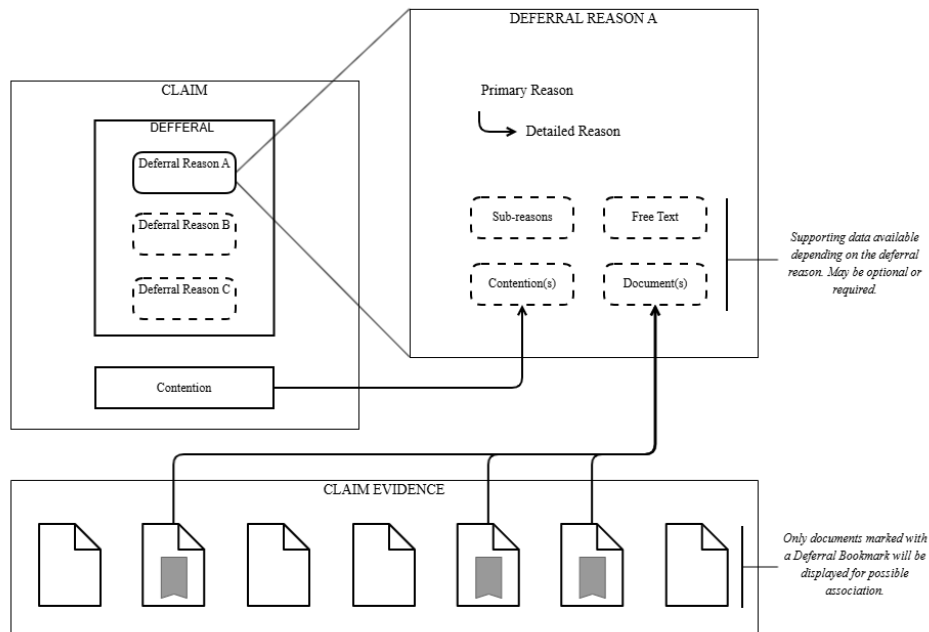 DEFERRAL REASON A
CLAIM
DEFFERAL
Deferral Reason A
Deferral Reason B
Deferral Reason C
Contention
Primary Reason
Detailed Reason
Sub-reasons
Free Text
Contention(s)
Document(s)
Supporting data available
depending on the deferral
reason. May be optional or
required.
CLAIM EVIDENCE
Only documents marked with
a Deferral Bookmark will be
displayed for possible
association.